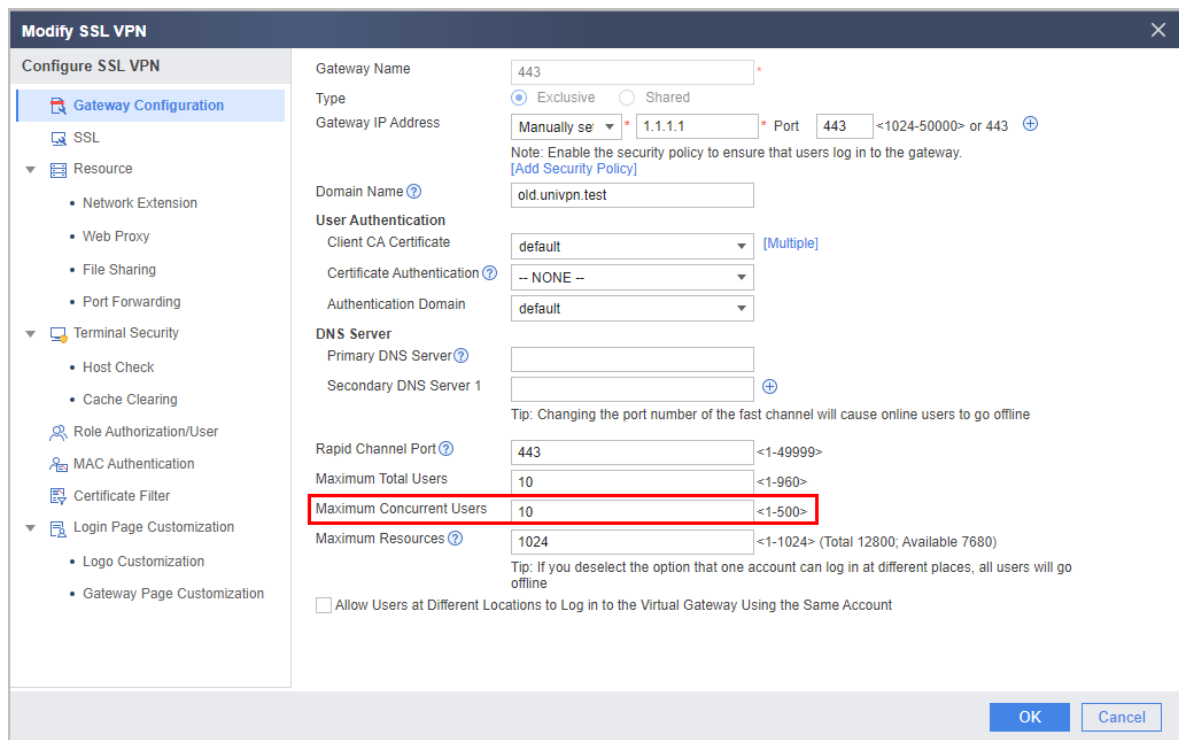 Modify SSL VPN
Configure SSL VPN
Gateway Configuration
SSL
Resource
Network Extension
Web Proxy
File Sharing
Port Forwarding
Terminal Security
Host Check
Cache Clearing
Role Authorization/User
MAC Authentication
Certificate Filter
Login Page Customization
Logo Customization
Gateway Page Customization
Gateway Name 443 *
Type Exclusive Shared
Gateway IP Address Manually se * 1.1.1.1 * Port 443 <1024-50000> or 443
Note: Enable the security policy to ensure that users log in to the gateway.
[Add Security Policy]
Domain Name ? old.univpn.test
User Authentication
Client CA Certificate default [Multiple]
Certificate Authentication ? -- NONE --
Authentication Domain default
DNS Server
Primary DNS Server ?
Secondary DNS Server 1
Tip: Changing the port number of the fast channel will cause online users to go offline
Rapid Channel Port ? 443 <1-49999>
Maximum Total Users 10 <1-960>
Maximum Concurrent Users 10 <1-500>
Maximum Resources ? 1024 <1-1024> (Total 12800; Available 7680)
Tip: If you deselect the option that one account can log in at different places, all users will go
offline
Allow Users at Different Locations to Log in to the Virtual Gateway Using the Same Account
OK Cancel